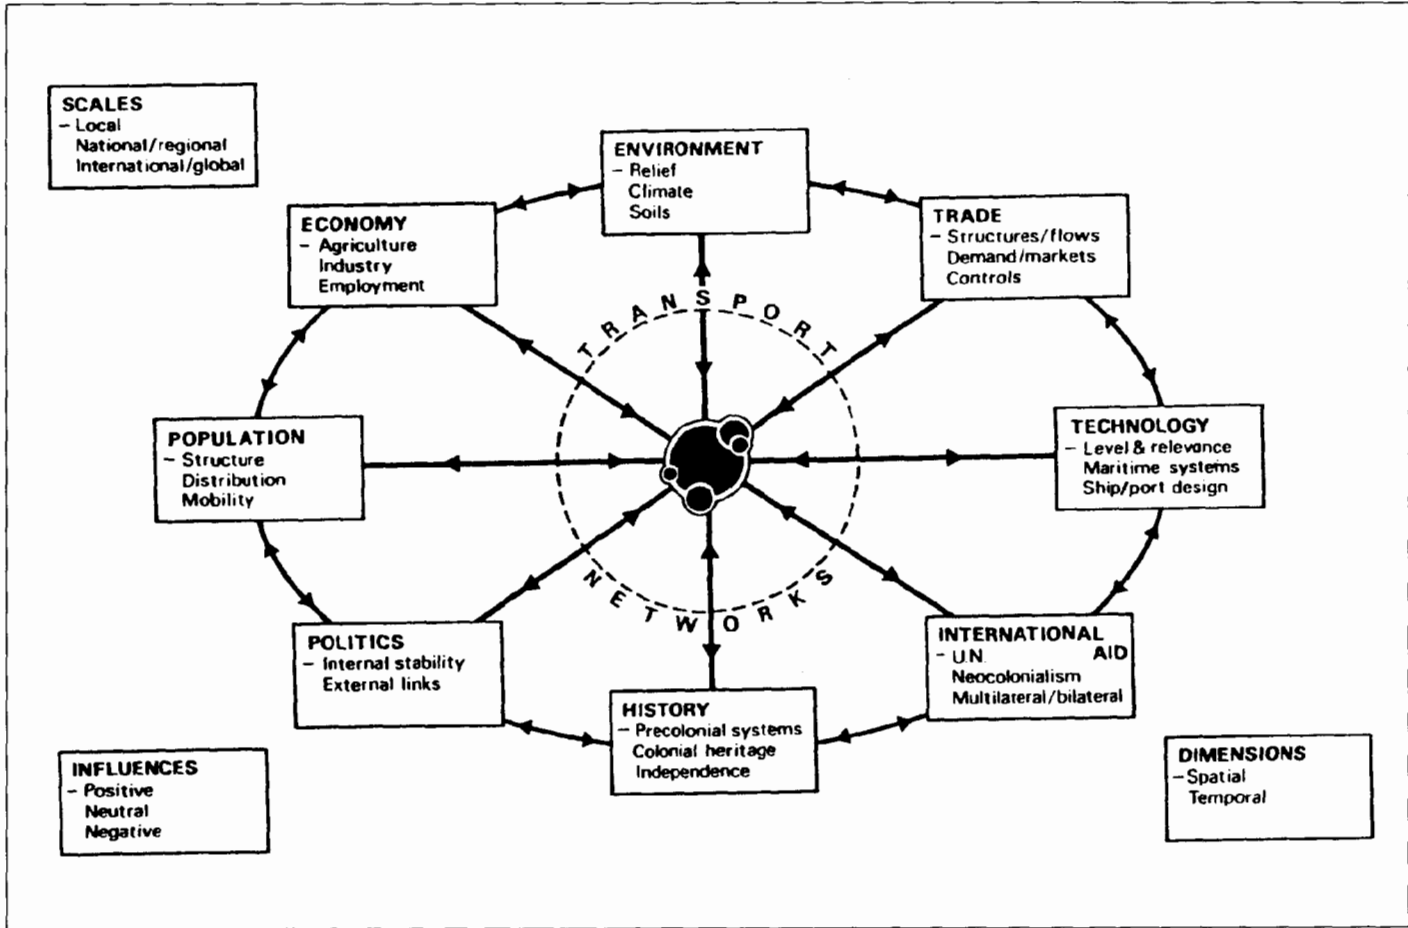 SCALES
– Local
National/regional
International/global
ENVIRONMENT
– Relief
Climate
Soils
ECONOMY
– Agriculture
Industry
Employment
TRADE
– Structures/flows
Demand/markets
Controls
TRANSPORT
POPULATION
– Structure
Distribution
Mobility
TECHNOLOGY
– Level & relevance
Maritime systems
Ship/port design
NETWORKS
POLITICS
– Internal stability
External links
INTERNATIONAL
AID
– U.N.
Neocolonialism
Multilateral/bilateral
HISTORY
– Precolonial systems
Colonial heritage
Independence
INFLUENCES
– Positive
Neutral
Negative
DIMENSIONS
– Spatial
Temporal